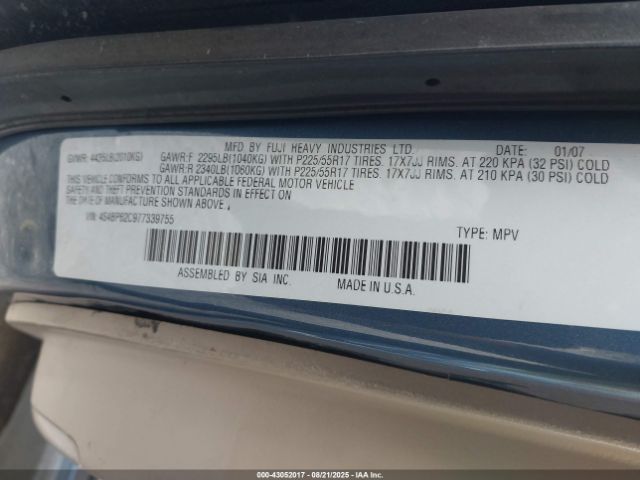 MFD. BY FUJI HEAVY INDUSTRIES LTD. DATE: 01/07
GVWR: 4435LB(2010KG) GAWR:F 2295LB(1040KG) WITH P225/55R17 TIRES. 17X7JJ RIMS. AT 220 KPA (32 PSI) COLD
GAWR:R 2340LB(1060KG) WITH P225/55R17 TIRES. 17X7JJ RIMS. AT 210 KPA (30 PSI) COLD
THIS VEHICLE CONFORMS TO ALL APPLICABLE FEDERAL MOTOR VEHICLE
SAFETY AND THEFT PREVENTION STANDARDS IN EFFECT ON
THE DATE OF MANUFACTURE SHOWN ABOVE.
VIN: 4S4BP62C977339755
TYPE: MPV
ASSEMBLED BY SIA INC. MADE IN U.S.A.
000-43052017 - 08/21/2025 - IAAI.COM